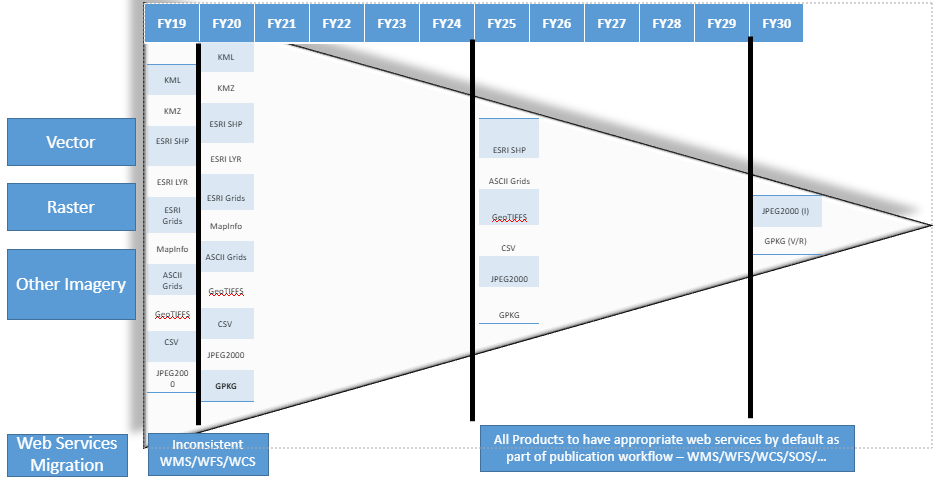 FY19 FY20 FY21 FY22 FY23 FY24 FY25 FY26 FY27 FY28 FY29 FY30
Vector
Raster
Other Imagery
KML
KMZ
ESRI SHP
ESRI LYR
ESRI
Grids
MapInfo
ASCII
Grids
GeoTIFFS
CSV
JPEG200
0
KML
KMZ
ESRI SHP
ESRI LYR
ESRI Grids
MapInfo
ASCII Grids
GeoTIFFS
CSV
JPEG2000
GPKG
ESRI SHP
ASCII Grids
GeoTIFFS
CSV
JPEG2000
GPKG
JPEG2000 (I)
GPKG (V/R)
Web Services
Migration
Inconsistent
WMS/WFS/WCS
All Products to have appropriate web services by default as
part of publication workflow – WMS/WFS/WCS/SOS/...